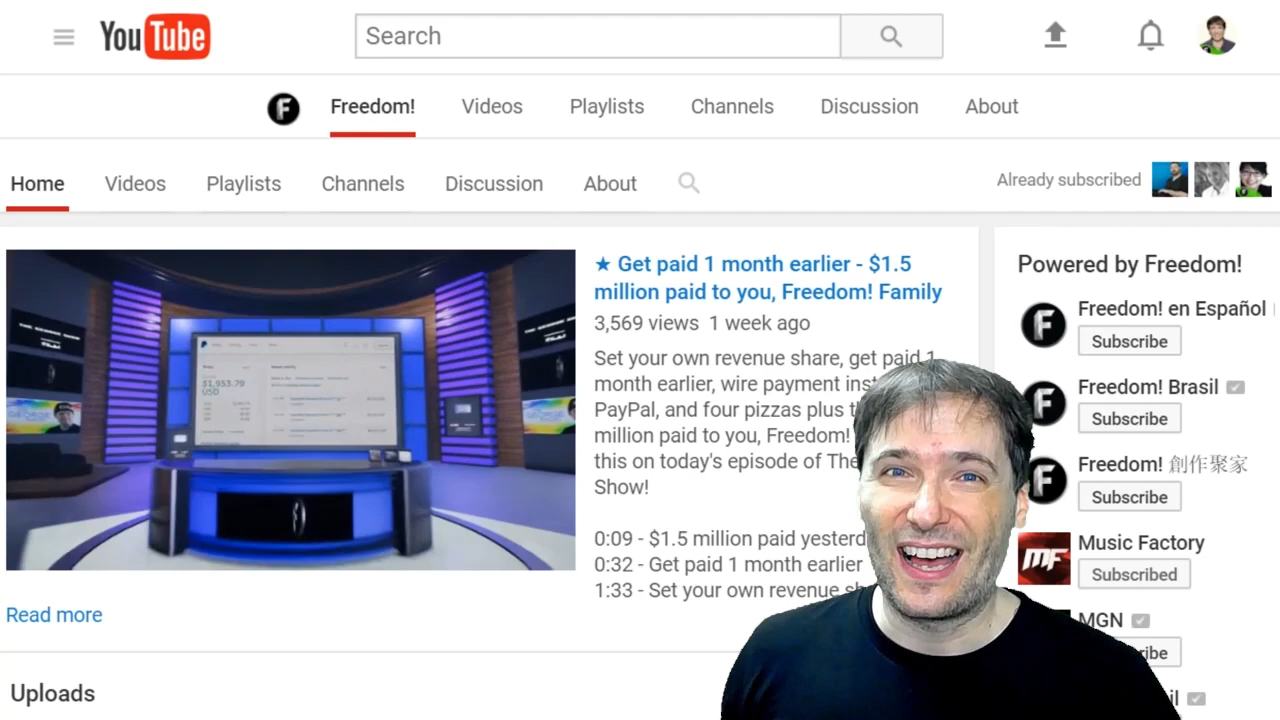 YouTube
Search
Freedom! Videos Playlists Channels Discussion About
Home Videos Playlists Channels Discussion About
Already subscribed
★ Get paid 1 month earlier - $1.5
million paid to you, Freedom! Family
3,569 views 1 week ago
Set your own revenue share, get paid 1
month earlier, wire payment
PayPal, and four pizzas plus
million paid to you, Freedom!
this on today's episode of The
Show!
0:09 - $1.5 million paid
0:32 - Get paid 1 month earlier
1:33 - Set your own revenue
$1,953.79
USD
Read more
Uploads
Powered by Freedom!
Freedom! en Español
Subscribe
Freedom! Brasil
Subscribe
Freedom! 創作聚家
Subscribe
MF
Music Factory
Subscribed
MGN